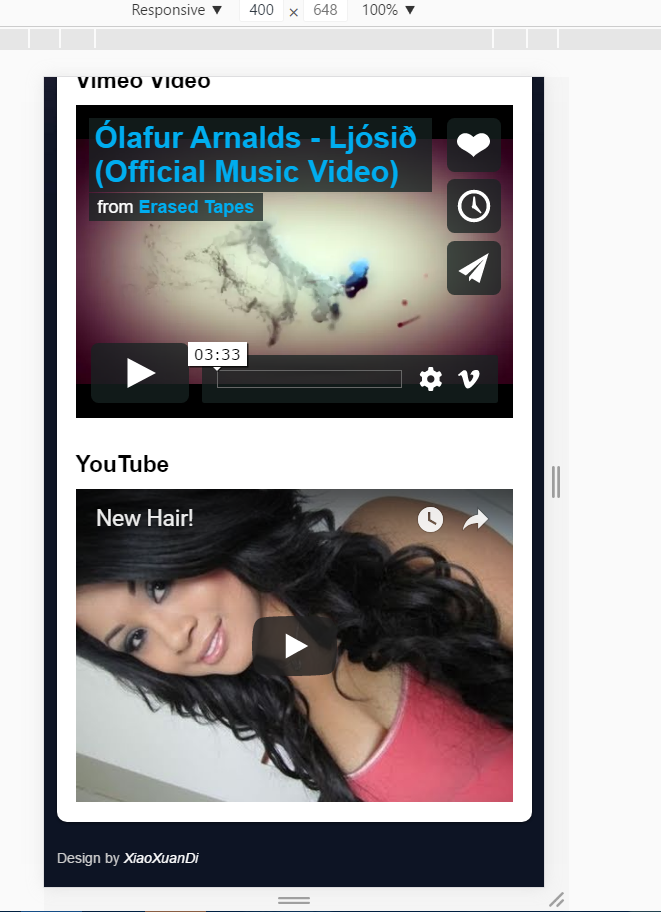 Responsive ▼ 400 × 648 100% ▼
Vimeo Video
Ólafur Arnalds - Ljósið
(Official Music Video)
from Erased Tapes
03:33
YouTube
New Hair!
Design by XiaoXuanDi